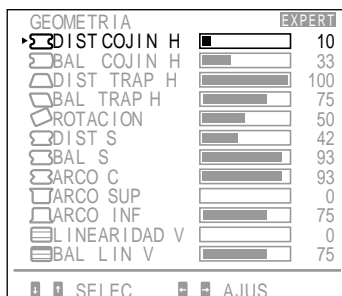 GEOMETRIA EXPERT
DIST COJIN H 10
BAL COJIN H 33
DIST TRAP H 100
BAL TRAP H 75
ROTACION 50
DIST S 42
BAL S 93
ARCO C 93
ARCO SUP 0
ARCO INF 75
LINEARIDAD V 0
BAL LIN V 75
SELEC AJUS